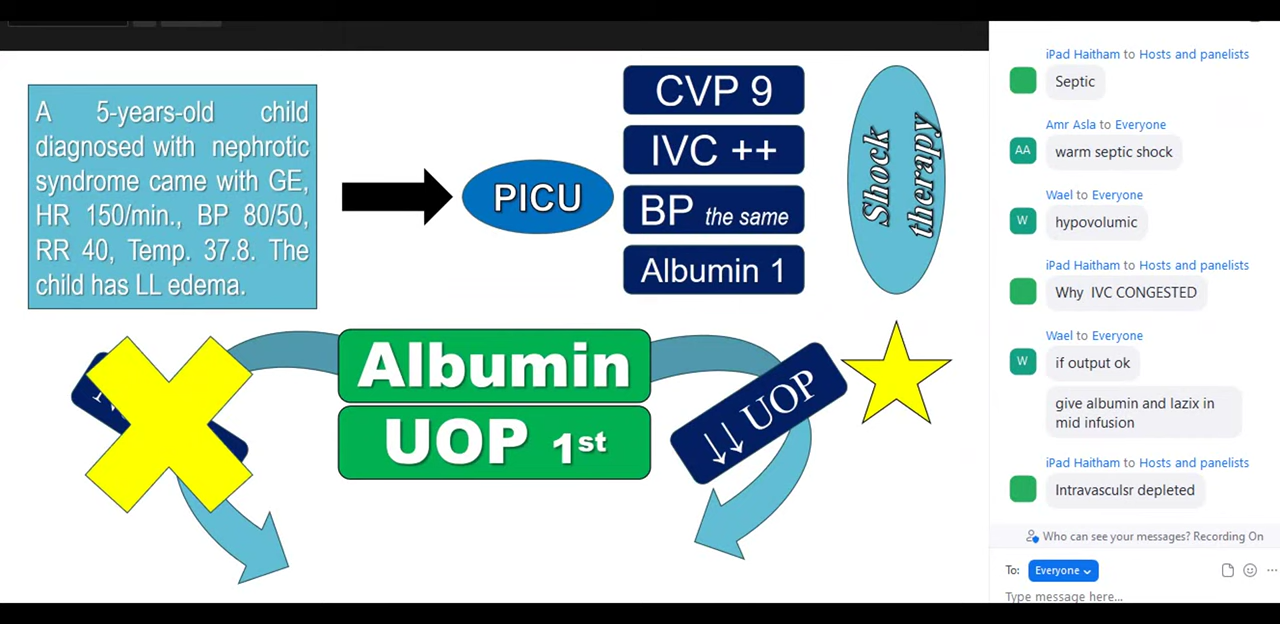 A 5-years-old child
diagnosed with nephrotic
syndrome came with GE,
HR 150/min., BP 80/50,
RR 40, Temp. 37.8. The
child has LL edema.
PICU
CVP 9
IVC ++
BP the same
Albumin 1
Shock
therapy
Albumin
UOP 1st
↓↓ UOP
iPad Haitham to Hosts and panelists
Septic
Amr Asla to Everyone
AA
warm septic shock
Wael to Everyone
W
hypovolumic
iPad Haitham to Hosts and panelists
Why IVC CONGESTED
Wael to Everyone
W
if output ok
give albumin and lazix in
mid infusion
iPad Haitham to Hosts and panelists
Intravasculsr depleted
Who can see your messages? Recording On
To: Everyone
Type message here...